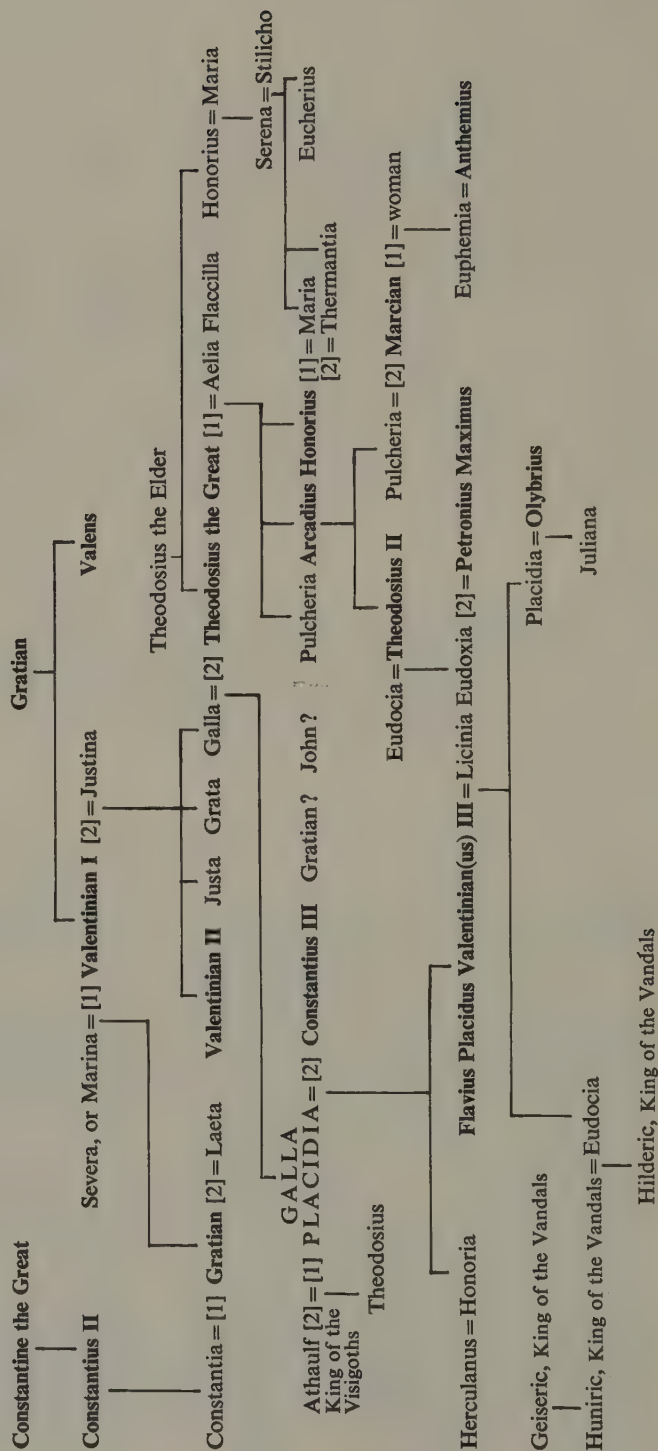 Gratian
Constantine the Great
Constantius II
Severa, or Marina = [1] Valentinian I [2] = Justina
Valens
Theodosius the Elder
Constantia = [1] Gratian [2] = Laeta
Valentinian II Justa Grata Galla = [2] Theodosius the Great [1] = Aelia Flaccilla
Honorius = Maria
Serena = Stilicho
GALLA
Athaulf [2] = [1] PLACIDIA = [2] Constantius III Gratian? John?
King of the
Visigoths
Pulcheria Arcadius Honorius [1] = Maria
[2] = Thermantia
Eucherius
Theodosius
Eudocia = Theodosius II Pulcheria = [2] Marcian [1] = woman
Herculanus = Honoria
Flavius Placidus Valentinian(us) III = Licinia Eudoxia [2] = Petronius Maximus
Euphemia = Anthemius
Geiseric, King of the Vandals
Huniric, King of the Vandals = Eudocia
Placidia = Olybrius
Juliana
Hilderic, King of the Vandals